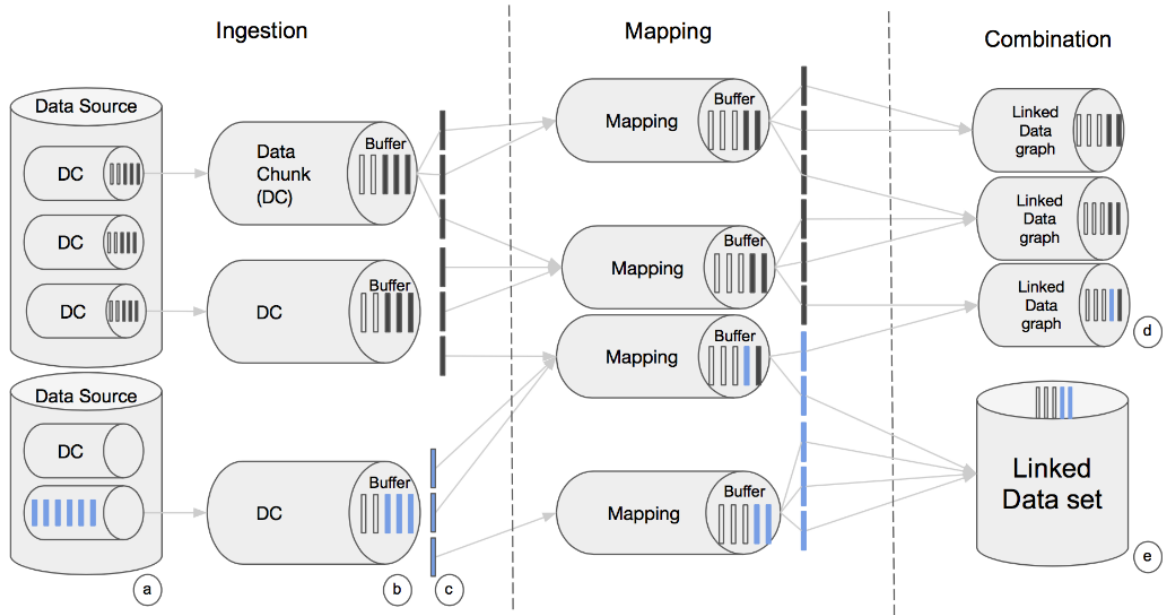 Ingestion
Mapping
Combination
Data Source
DC
DC
DC
Data
Chunk
(DC)
Buffer
DC
Buffer
Data Source
DC
DC
Buffer
Mapping
Buffer
Mapping
Buffer
Mapping
Buffer
Mapping
Buffer
Linked
Data
graph
Linked
Data
graph
Linked
Data
graph
Linked
Data set
a
b
c
d
e